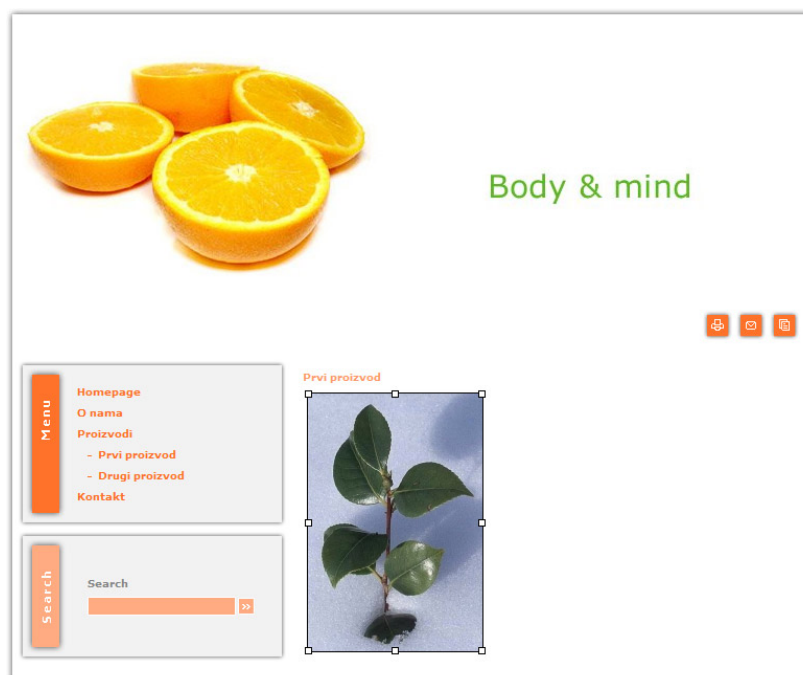 Body & mind
Menu
Homepage
O nama
Proizvodi
- Prvi proizvod
- Drugi proizvod
Kontakt
Search
Search
»
Prvi proizvod